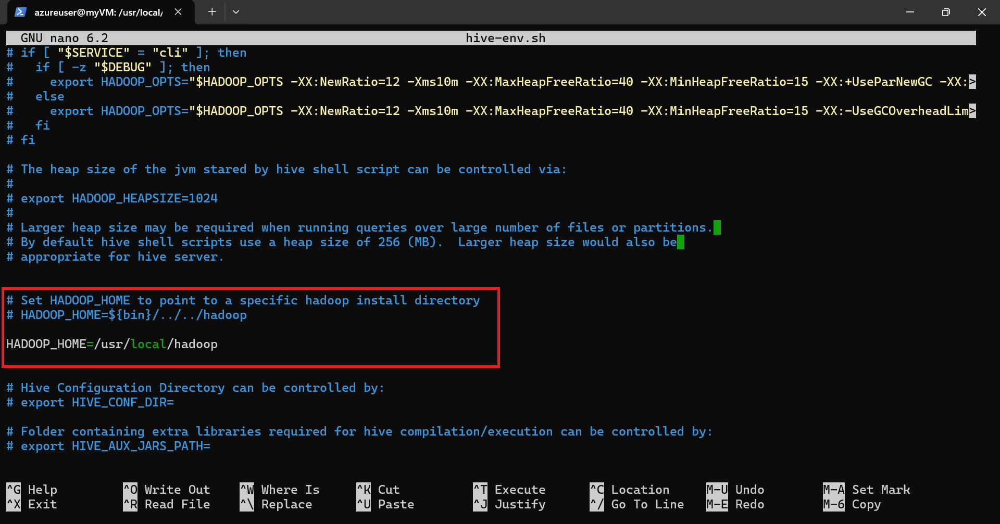 azureuser@myVM: /usr/local/
GNU nano 6.2 hive-env.sh
# if [ "$SERVICE" = "cli" ]; then
#   if [ -z "$DEBUG" ]; then
#     export HADOOP_OPTS="$HADOOP_OPTS -XX:NewRatio=12 -Xms10m -XX:MaxHeapFreeRatio=40 -XX:MinHeapFreeRatio=15 -XX:+UseParNewGC -XX:>
#   else
#     export HADOOP_OPTS="$HADOOP_OPTS -XX:NewRatio=12 -Xms10m -XX:MaxHeapFreeRatio=40 -XX:MinHeapFreeRatio=15 -XX:-UseGCOverheadLim>
#   fi
# fi
# The heap size of the jvm stared by hive shell script can be controlled via:
#
# export HADOOP_HEAPSIZE=1024
#
# Larger heap size may be required when running queries over large number of files or partitions.
# By default hive shell scripts use a heap size of 256 (MB).  Larger heap size would also be
# appropriate for hive server.
# Set HADOOP_HOME to point to a specific hadoop install directory
# HADOOP_HOME=${bin}/../../hadoop
HADOOP_HOME=/usr/local/hadoop
# Hive Configuration Directory can be controlled by:
# export HIVE_CONF_DIR=
# Folder containing extra libraries required for hive compilation/execution can be controlled by:
# export HIVE_AUX_JARS_PATH=
^G Help ^O Write Out ^W Where Is ^K Cut ^T Execute ^C Location M-U Undo M-A Set Mark
^X Exit ^R Read File ^\ Replace ^U Paste ^J Justify ^/ Go To Line M-E Redo M-6 Copy